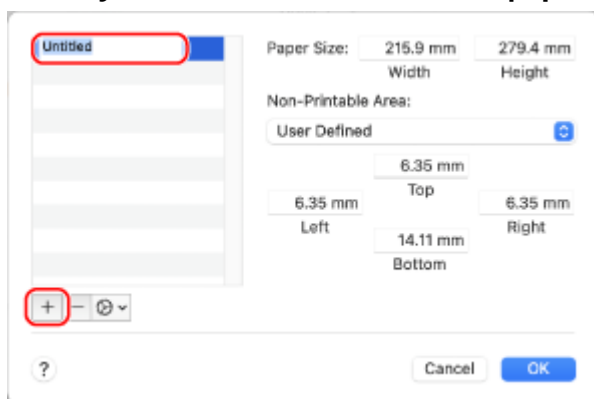 Untitled
Paper Size: 215.9 mm 279.4 mm
Width Height
Non-Printable Area:
User Defined
6.35 mm
Top
6.35 mm 6.35 mm
Left Right
14.11 mm
Bottom
+ −
? Cancel OK